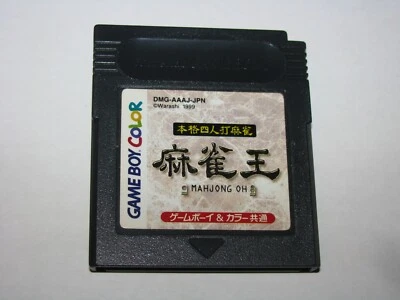 DMG-AAAJ-JPN
©Warashi 1999
GAME BOY COLOR
本格四人打麻雀
麻雀王
MAHJONG OH
ゲームボーイ&カラー共通